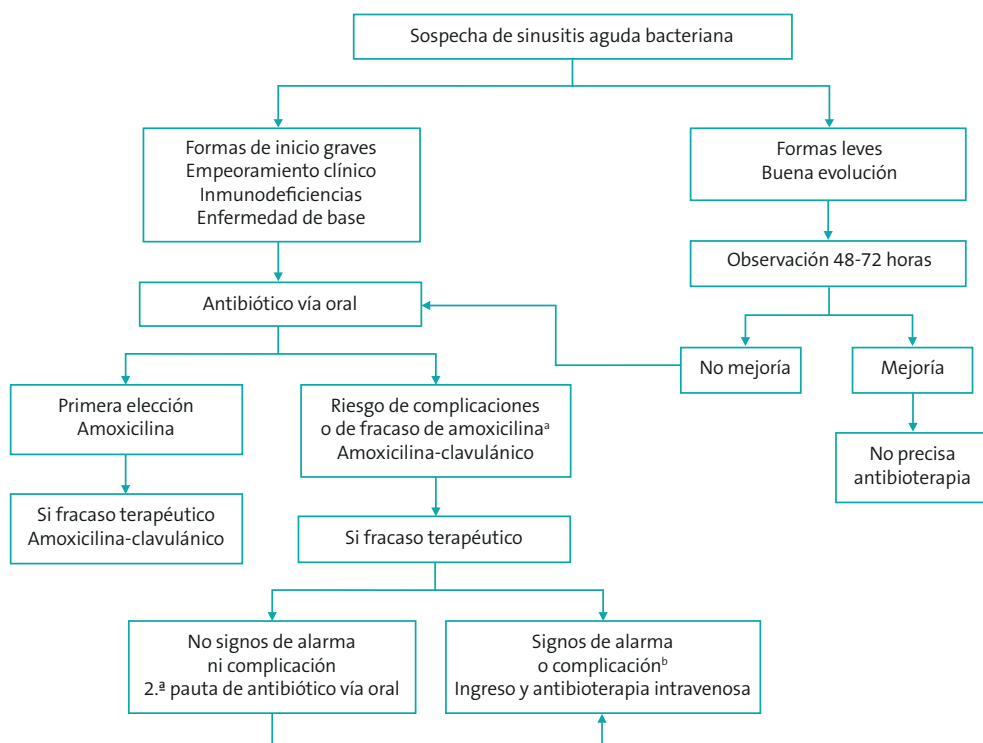 Sospecha de sinusitis aguda bacteriana
Formas de inicio graves
Empeoramiento clínico
Inmunodeficiencias
Enfermedad de base
Formas leves
Buena evolución
Observación 48-72 horas
Antibiótico vía oral
No mejoría
Mejoría
Primera elección
Amoxicilina
Riesgo de complicaciones
o de fracaso de amoxicilinaᵃ
Amoxicilina-clavulánico
No precisa
antibioterapia
Si fracaso terapéutico
Amoxicilina-clavulánico
Si fracaso terapéutico
No signos de alarma
ni complicación
2.ª pauta de antibiótico vía oral
Signos de alarma
o complicaciónᵇ
Ingreso y antibioterapia intravenosa